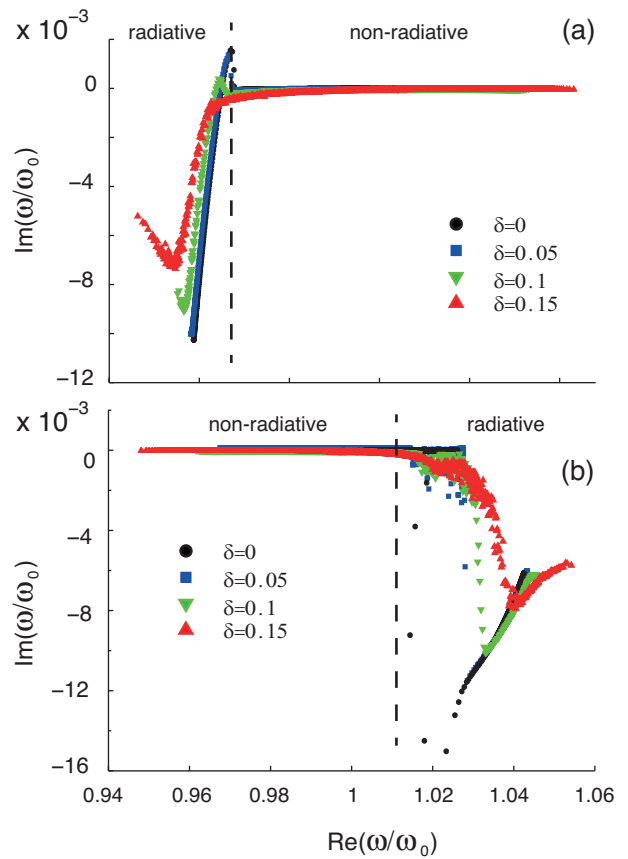 x 10⁻³
radiative
non-radiative
(a)
0
−4
−8
−12
Im(ω/ω₀)
δ=0
δ=0.05
δ=0.1
δ=0.15
x 10⁻³
non-radiative
radiative
(b)
0
−4
−8
−12
−16
Im(ω/ω₀)
δ=0
δ=0.05
δ=0.1
δ=0.15
0.94 0.96 0.98 1 1.02 1.04 1.06
Re(ω/ω₀)